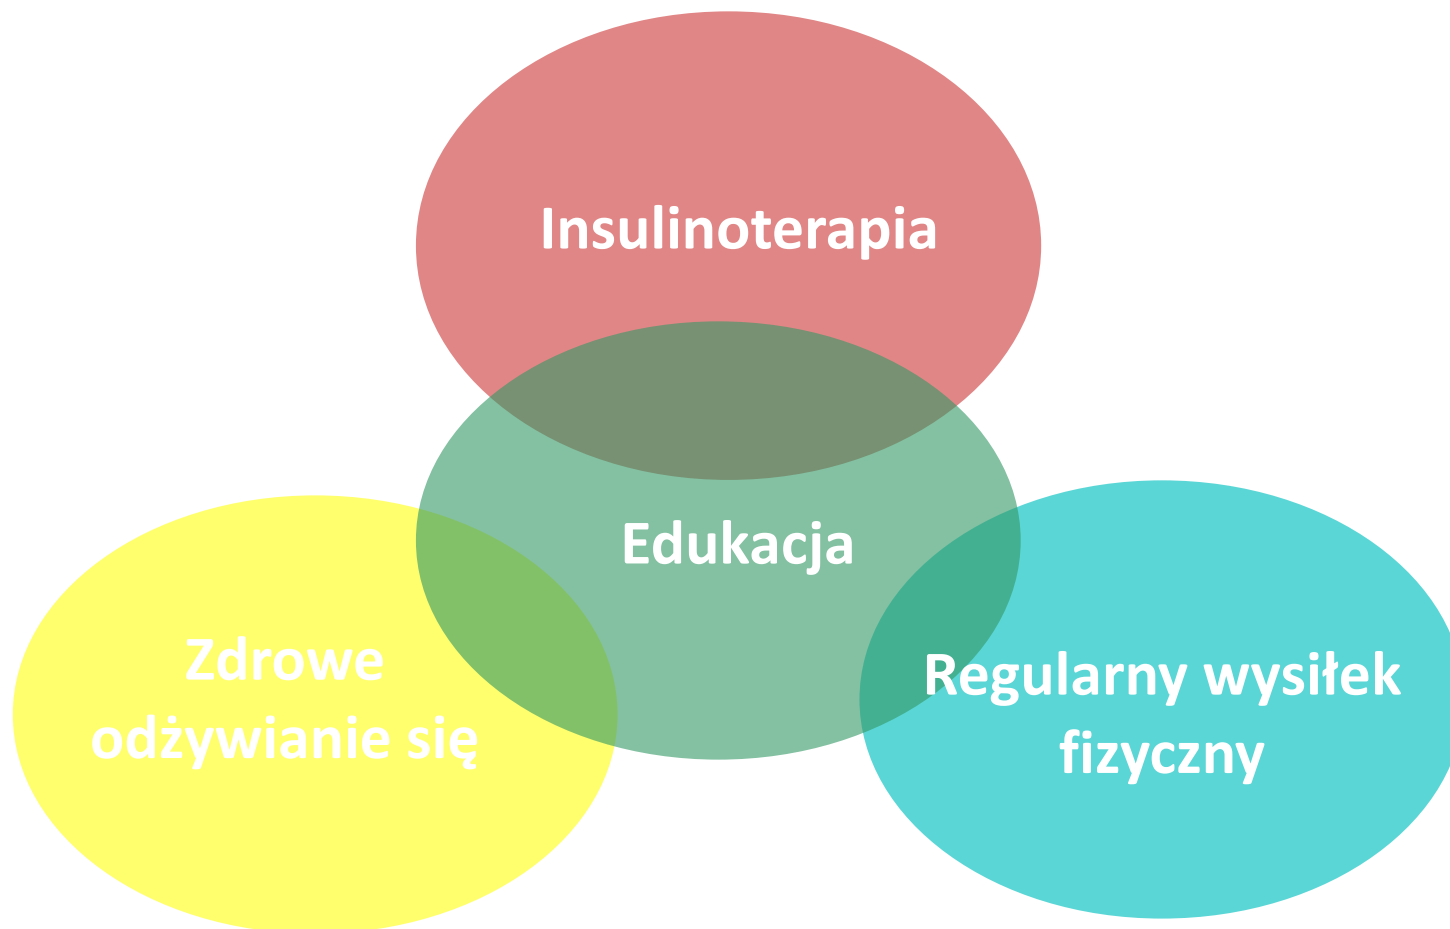 Insulinoterapia
Edukacja
Zdrowe
odżywianie się
Regularny wysiłek
fizyczny